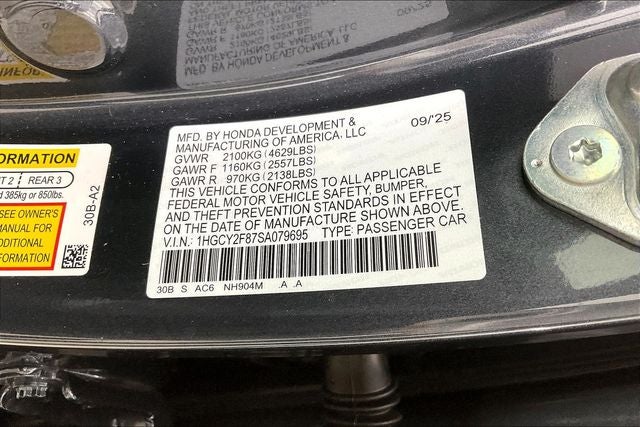 MFD. BY HONDA DEVELOPMENT &
MANUFACTURING OF AMERICA, LLC
09/'25
GVWR 2100KG (4629LBS)
GAWR F 1160KG (2557LBS)
GAWR R 970KG (2138LBS)
THIS VEHICLE CONFORMS TO ALL APPLICABLE
FEDERAL MOTOR VEHICLE SAFETY, BUMPER,
AND THEFT PREVENTION STANDARDS IN EFFECT
ON THE DATE OF MANUFACTURE SHOWN ABOVE.
V.I.N.: 1HGCY2F87SA079695 TYPE: PASSENGER CAR
30B S AC6 NH904M .A .A
ORMATION
T 2 REAR 3
d 385kg or 850lbs.
SEE OWNER'S
MANUAL FOR
ADDITIONAL
INFORMATION
30B-A2